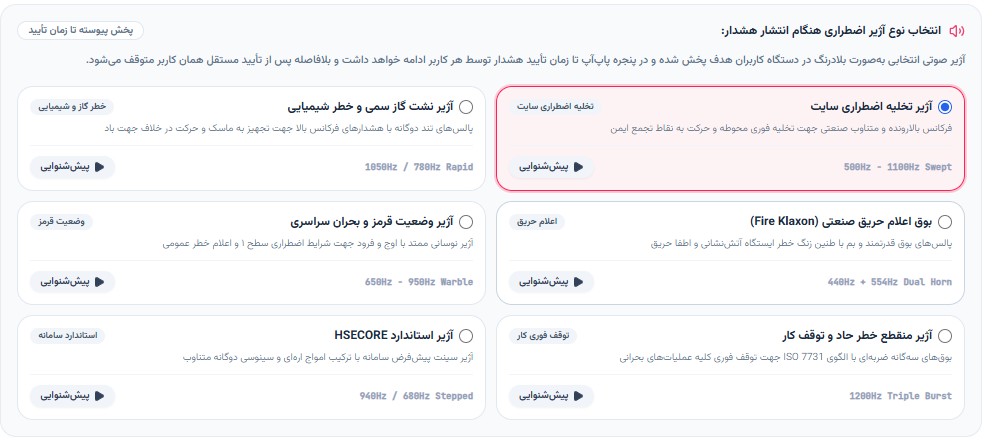 انتخاب نوع آژیر اضطراری هنگام انتشار هشدار:
پخش پیوسته تا زمان تأیید
آژیر صوتی انتخابی به‌صورت بلادرنگ در دستگاه کاربران هدف پخش شده و در پنجره پاپ‌آپ تا زمان تأیید هشدار توسط هر کاربر ادامه خواهد داشت و بلافاصله پس از تأیید مستقل همان کاربر متوقف می‌شود.
آژیر تخلیه اضطراری سایت
تخلیه اضطراری سایت
فرکانس بالارونده و متناوب صنعتی جهت تخلیه فوری محوطه و حرکت به نقاط تجمع ایمن
500Hz - 1100Hz Swept
پیش‌شنوایی
آژیر نشت گاز سمی و خطر شیمیایی
خطر گاز و شیمیایی
پالس‌های تند دوگانه با هشدارهای فرکانس بالا جهت تجهیز به ماسک و حرکت در خلاف جهت باد
1050Hz / 780Hz Rapid
پیش‌شنوایی
بوق اعلام حریق صنعتی (Fire Klaxon)
اعلام حریق
پالس‌های بوق قدرتمند و بم با طنین زنگ خطر ایستگاه آتش‌نشانی و اطفا حریق
440Hz + 554Hz Dual Horn
پیش‌شنوایی
آژیر وضعیت قرمز و بحران سراسری
وضعیت قرمز
آژیر نوسانی ممتد با اوج و فرود جهت شرایط اضطراری سطح ۱ و اعلام خطر عمومی
650Hz - 950Hz Warble
پیش‌شنوایی
آژیر منقطع خطر حاد و توقف کار
توقف فوری کار
بوق‌های سه‌گانه ضربه‌ای با الگوی ISO 7731 جهت توقف فوری کلیه عملیات‌های بحرانی
1200Hz Triple Burst
پیش‌شنوایی
آژیر استاندارد HSECORE
استاندارد سامانه
آژیر سینت پیش‌فرض سامانه با ترکیب امواج اره‌ای و سینوسی دوگانه متناوب
940Hz / 680Hz Stepped
پیش‌شنوایی